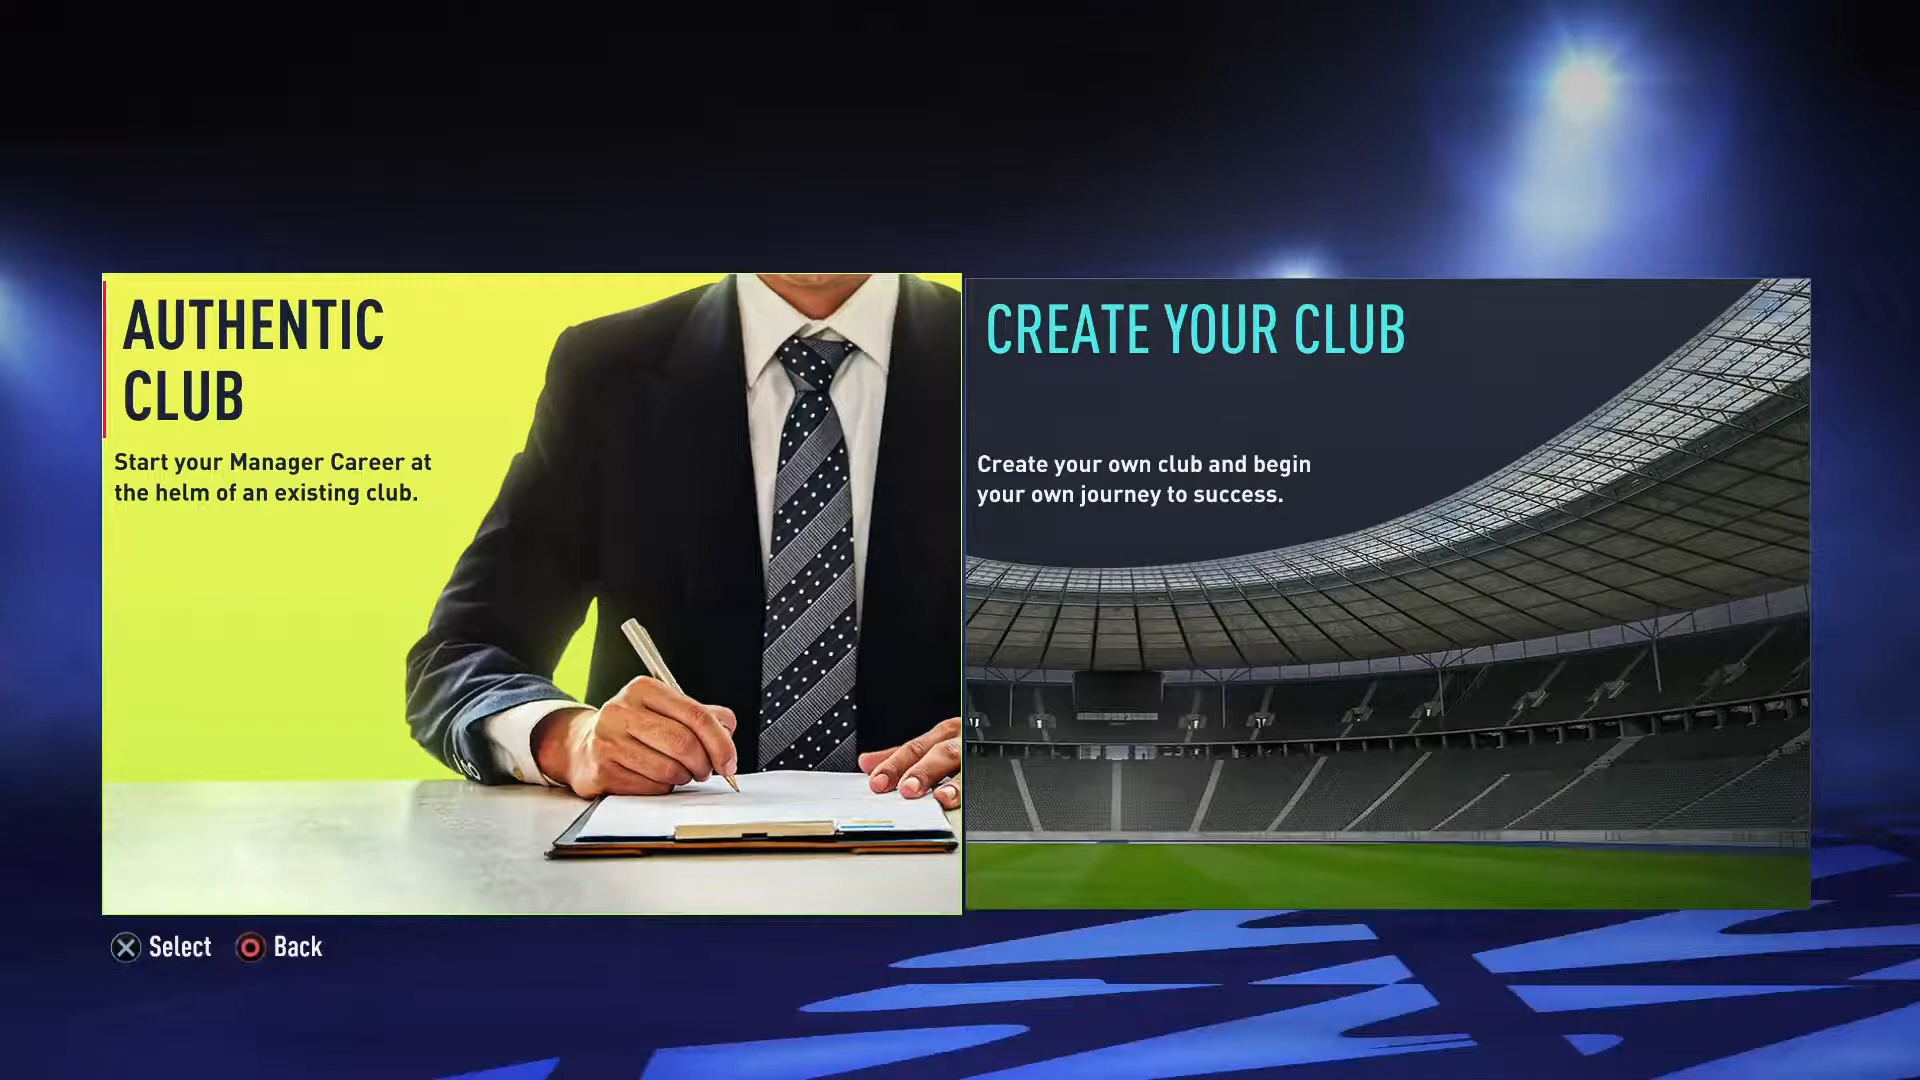 AUTHENTIC
CLUB
Start your Manager Career at
the helm of an existing club.
CREATE YOUR CLUB
Create your own club and begin
your own journey to success.
Select
Back